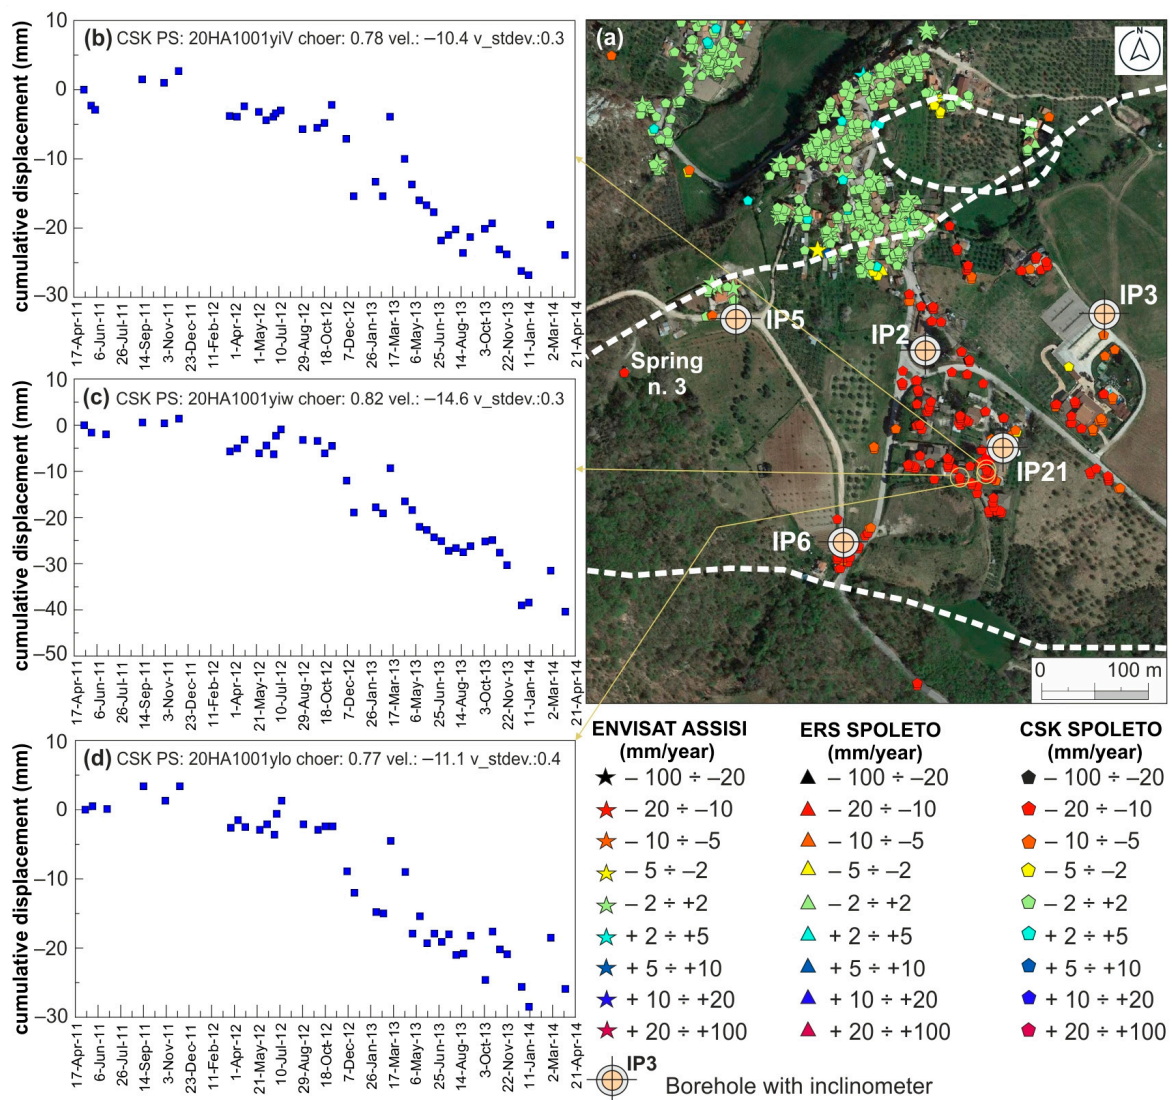 (b) CSK PS: 20HA1001yiV choer: 0.78 vel.: −10.4 v_stdev.:0.3
cumulative displacement (mm)
10
0
−10
−20
−30
17-Apr-11
6-Jun-11
26-Jul-11
14-Sep-11
3-Nov-11
23-Dec-11
11-Feb-12
1-Apr-12
21-May-12
10-Jul-12
29-Aug-12
18-Oct-12
7-Dec-12
26-Jan-13
17-Mar-13
6-May-13
25-Jun-13
14-Aug-13
3-Oct-13
22-Nov-13
11-Jan-14
2-Mar-14
21-Apr-14
(c) CSK PS: 20HA1001yiw choer: 0.82 vel.: −14.6 v_stdev.:0.3
cumulative displacement (mm)
10
0
−10
−20
−30
−40
−50
17-Apr-11
6-Jun-11
26-Jul-11
14-Sep-11
3-Nov-11
23-Dec-11
11-Feb-12
1-Apr-12
21-May-12
10-Jul-12
29-Aug-12
18-Oct-12
7-Dec-12
26-Jan-13
17-Mar-13
6-May-13
25-Jun-13
14-Aug-13
3-Oct-13
22-Nov-13
11-Jan-14
2-Mar-14
21-Apr-14
(d) CSK PS: 20HA1001ylo choer: 0.77 vel.: −11.1 v_stdev.:0.4
cumulative displacement (mm)
10
0
−10
−20
−30
17-Apr-11
6-Jun-11
26-Jul-11
14-Sep-11
3-Nov-11
23-Dec-11
11-Feb-12
1-Apr-12
21-May-12
10-Jul-12
29-Aug-12
18-Oct-12
7-Dec-12
26-Jan-13
17-Mar-13
6-May-13
25-Jun-13
14-Aug-13
3-Oct-13
22-Nov-13
11-Jan-14
2-Mar-14
21-Apr-14
(a)
N
IP3
IP5
IP2
Spring
n. 3
IP21
IP6
0 100 m
ENVISAT ASSISI
(mm/year)
− 100 ÷ −20
− 20 ÷ −10
− 10 ÷ −5
− 5 ÷ −2
− 2 ÷ +2
+ 2 ÷ +5
+ 5 ÷ +10
+ 10 ÷ +20
+ 20 ÷ +100
ERS SPOLETO
(mm/year)
− 100 ÷ −20
− 20 ÷ −10
− 10 ÷ −5
− 5 ÷ −2
− 2 ÷ +2
+ 2 ÷ +5
+ 5 ÷ +10
+ 10 ÷ +20
+ 20 ÷ +100
CSK SPOLETO
(mm/year)
− 100 ÷ −20
− 20 ÷ −10
− 10 ÷ −5
− 5 ÷ −2
− 2 ÷ +2
+ 2 ÷ +5
+ 5 ÷ +10
+ 10 ÷ +20
+ 20 ÷ +100
IP3
Borehole with inclinometer